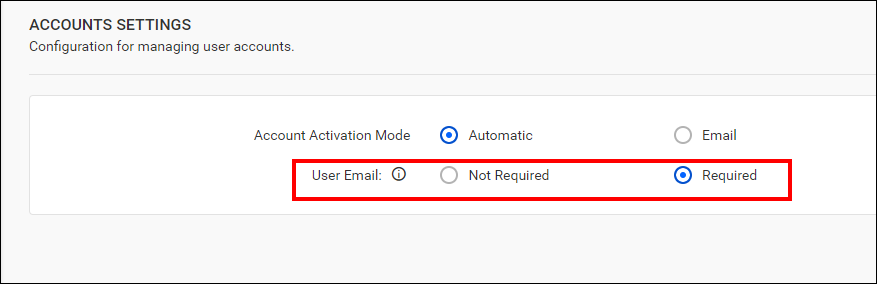 ACCOUNTS SETTINGS
Configuration for managing user accounts.
Account Activation Mode Automatic Email
User Email: Not Required Required